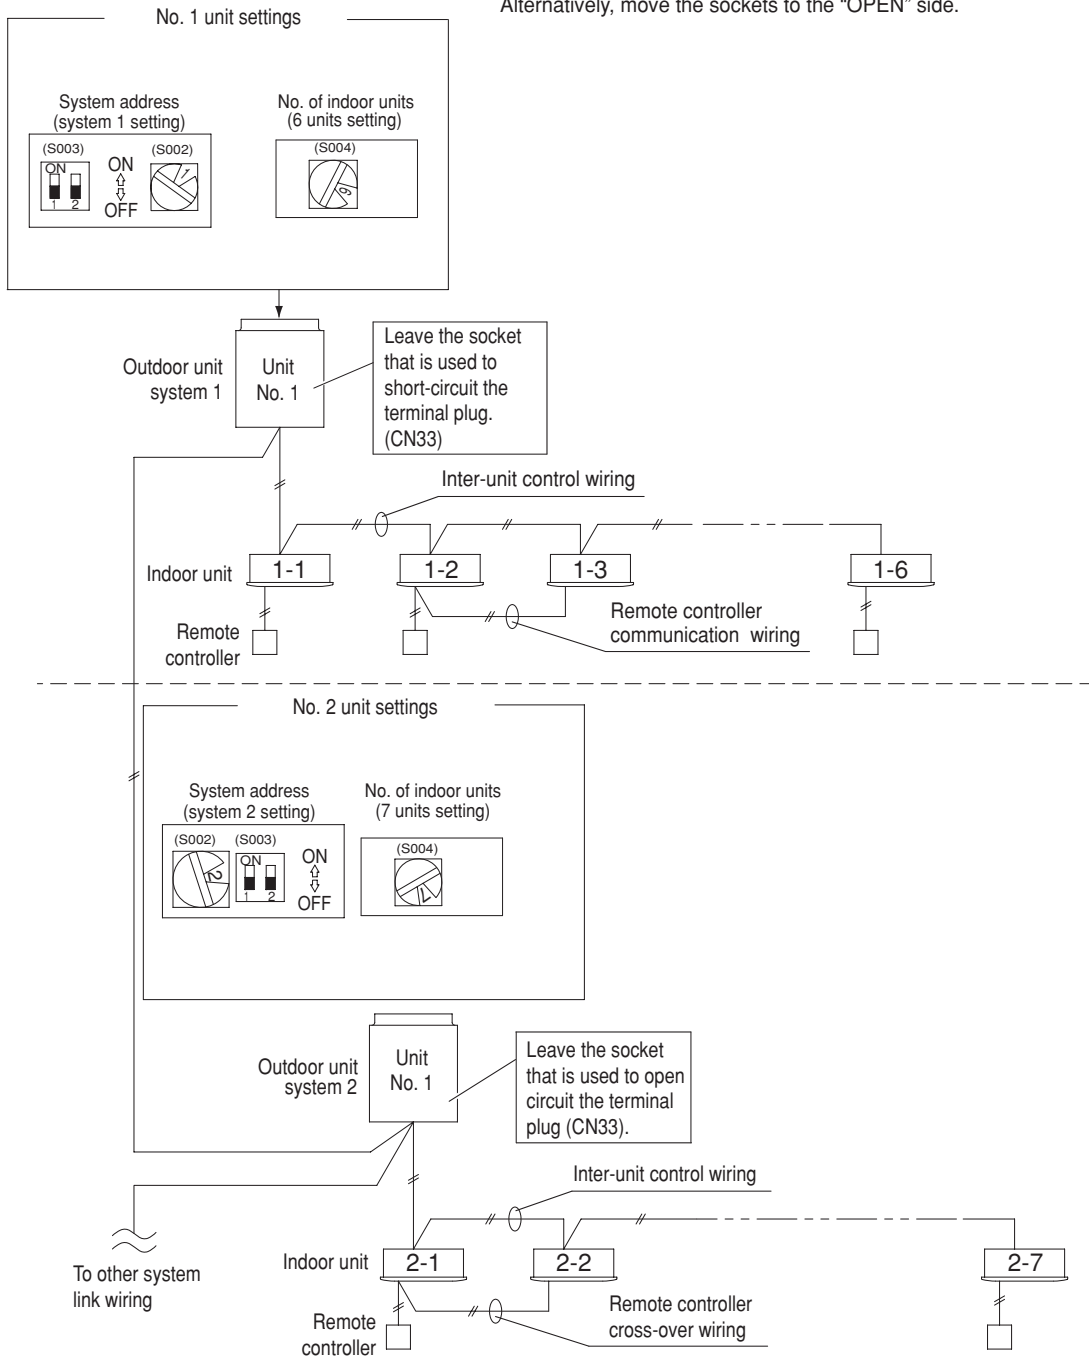 Alternatively, move the sockets to the “OPEN” side.
No. 1 unit settings
System address
(system 1 setting)
No. of indoor units
(6 units setting)
(S003)
(S002)
(S004)
ON
ON
OFF
1
2
1
6
Outdoor unit
system 1
Unit
No. 1
Leave the socket
that is used to
short-circuit the
terminal plug.
(CN33)
Inter-unit control wiring
Indoor unit
1-1
1-2
1-3
1-6
Remote
controller
Remote controller
communication wiring
No. 2 unit settings
System address
(system 2 setting)
No. of indoor units
(7 units setting)
(S002)
(S003)
(S004)
2
ON
1
2
ON
OFF
7
Outdoor unit
system 2
Unit
No. 1
Leave the socket
that is used to open
circuit the terminal
plug (CN33).
Inter-unit control wiring
To other system
link wiring
Indoor unit
2-1
2-2
2-7
Remote
controller
Remote controller
cross-over wiring